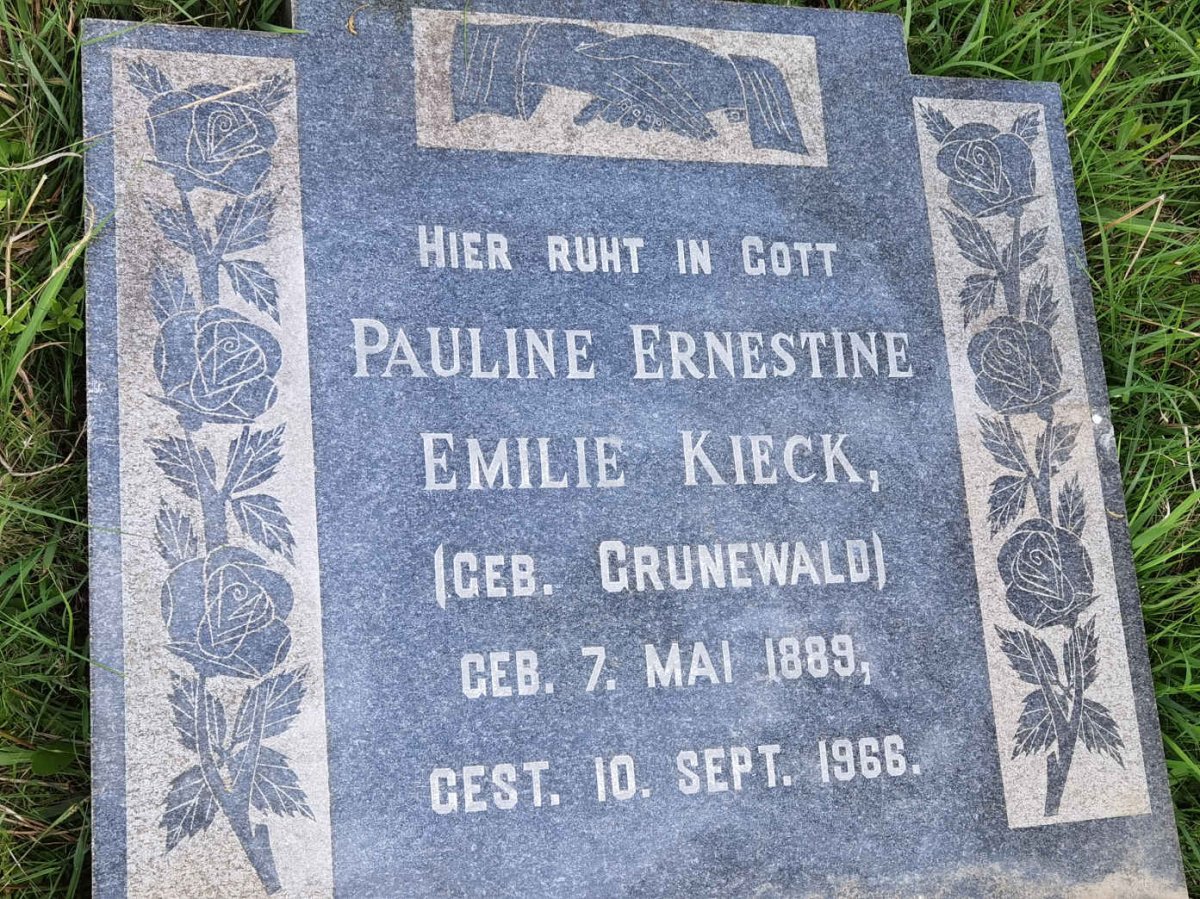 HIER RUHT IN GOTT
PAULINE ERNESTINE
EMILIE KIECK,
(GEB. GRUNEWALD)
GEB. 7. MAI 1889,
GEST. 10. SEPT. 1966.